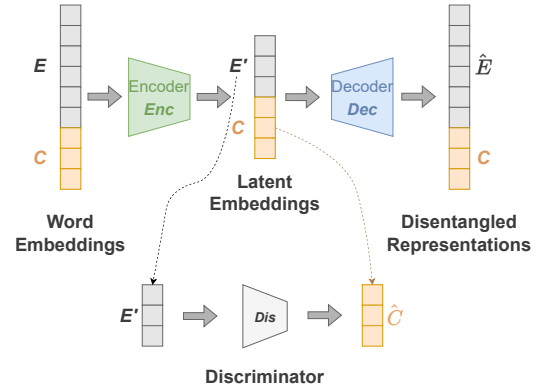 E
C
Encoder
Enc
E'
C
Decoder
Dec
Ê
C
Word
Embeddings
Latent
Embeddings
Disentangled
Representations
E'
Dis
Ĉ
Discriminator